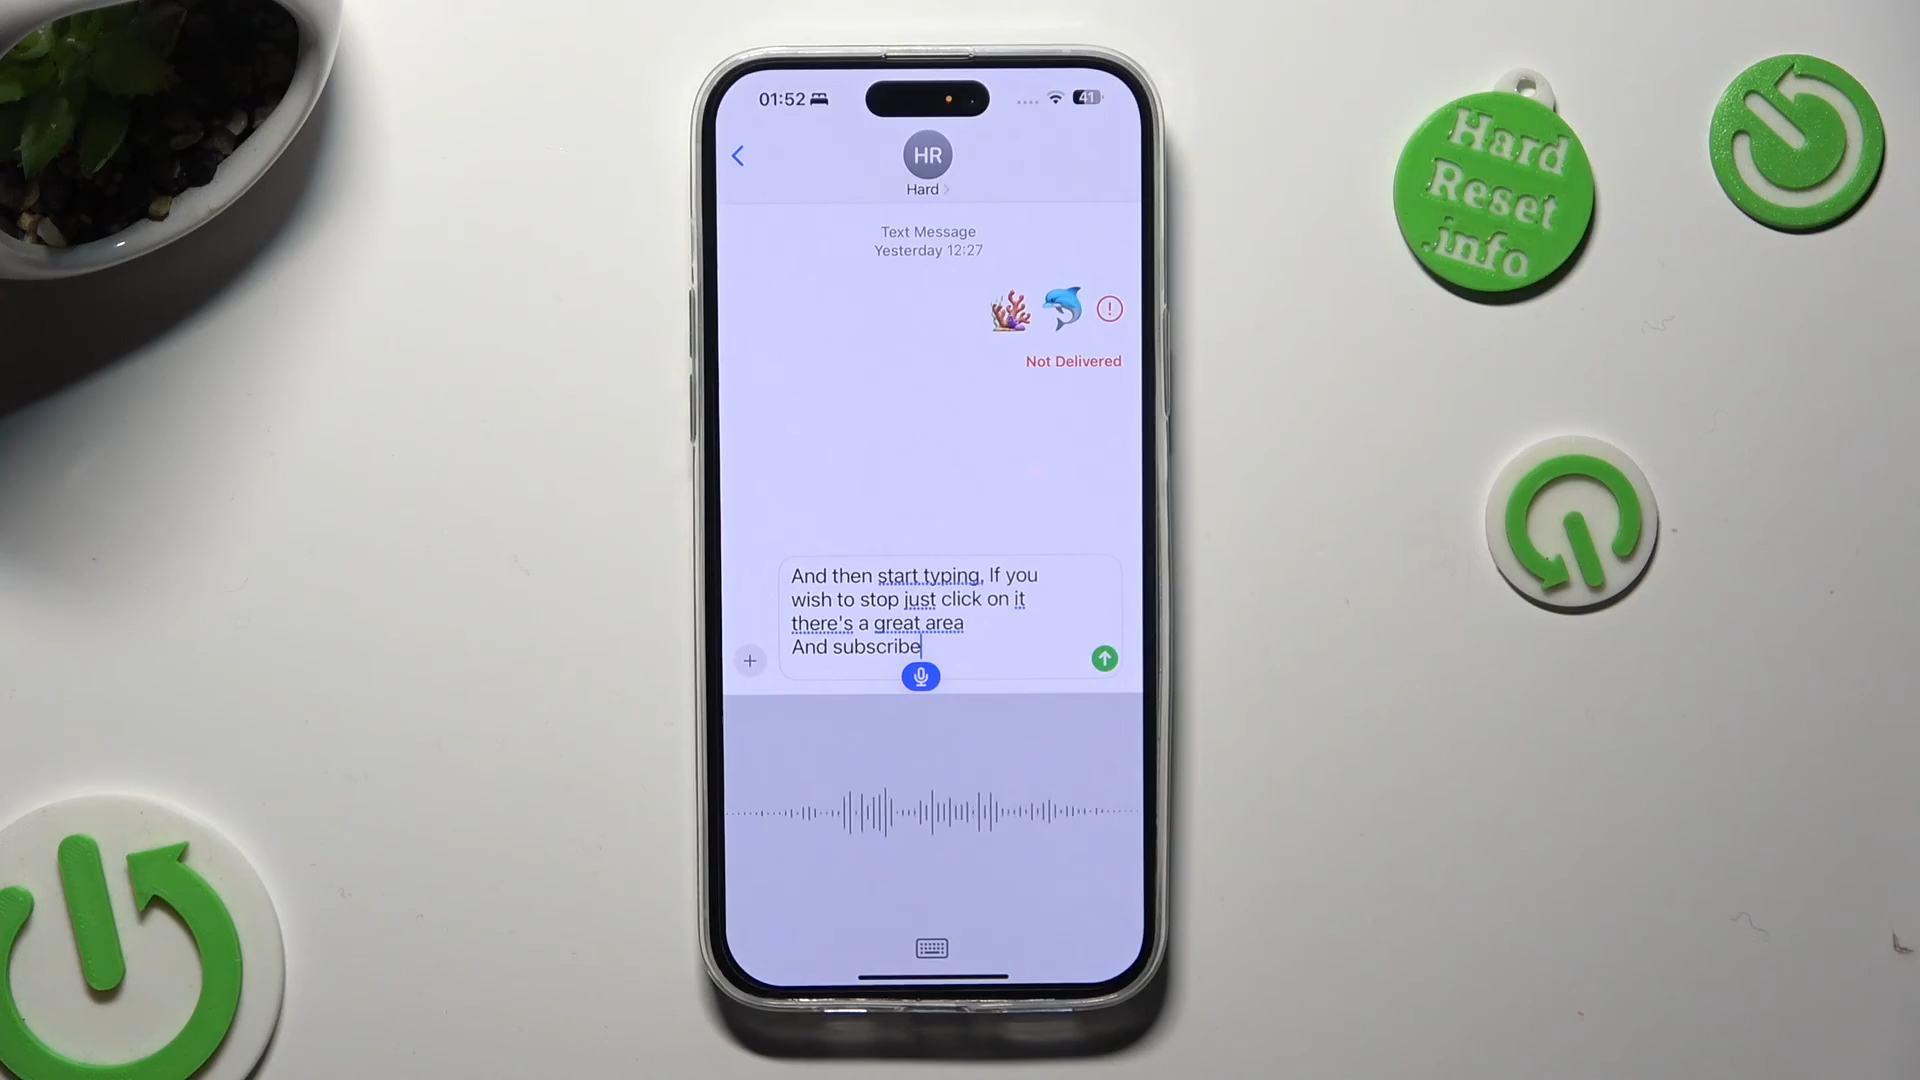 01:52
41
HR
Hard
Text Message
Yesterday 12:27
Not Delivered
And then start typing, If you
wish to stop just click on it
there's a great area
And subscribe
Hard
Reset
.info